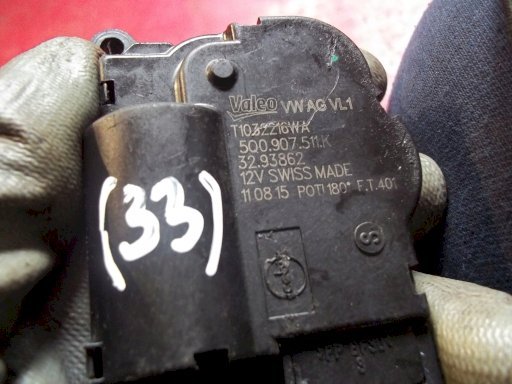 Valeo VW AG VL1
T1032216WA
5Q0.907.511.K
32.93862
12V SWISS MADE
11 08 15 POTI 180° F.T.401
(33)
S